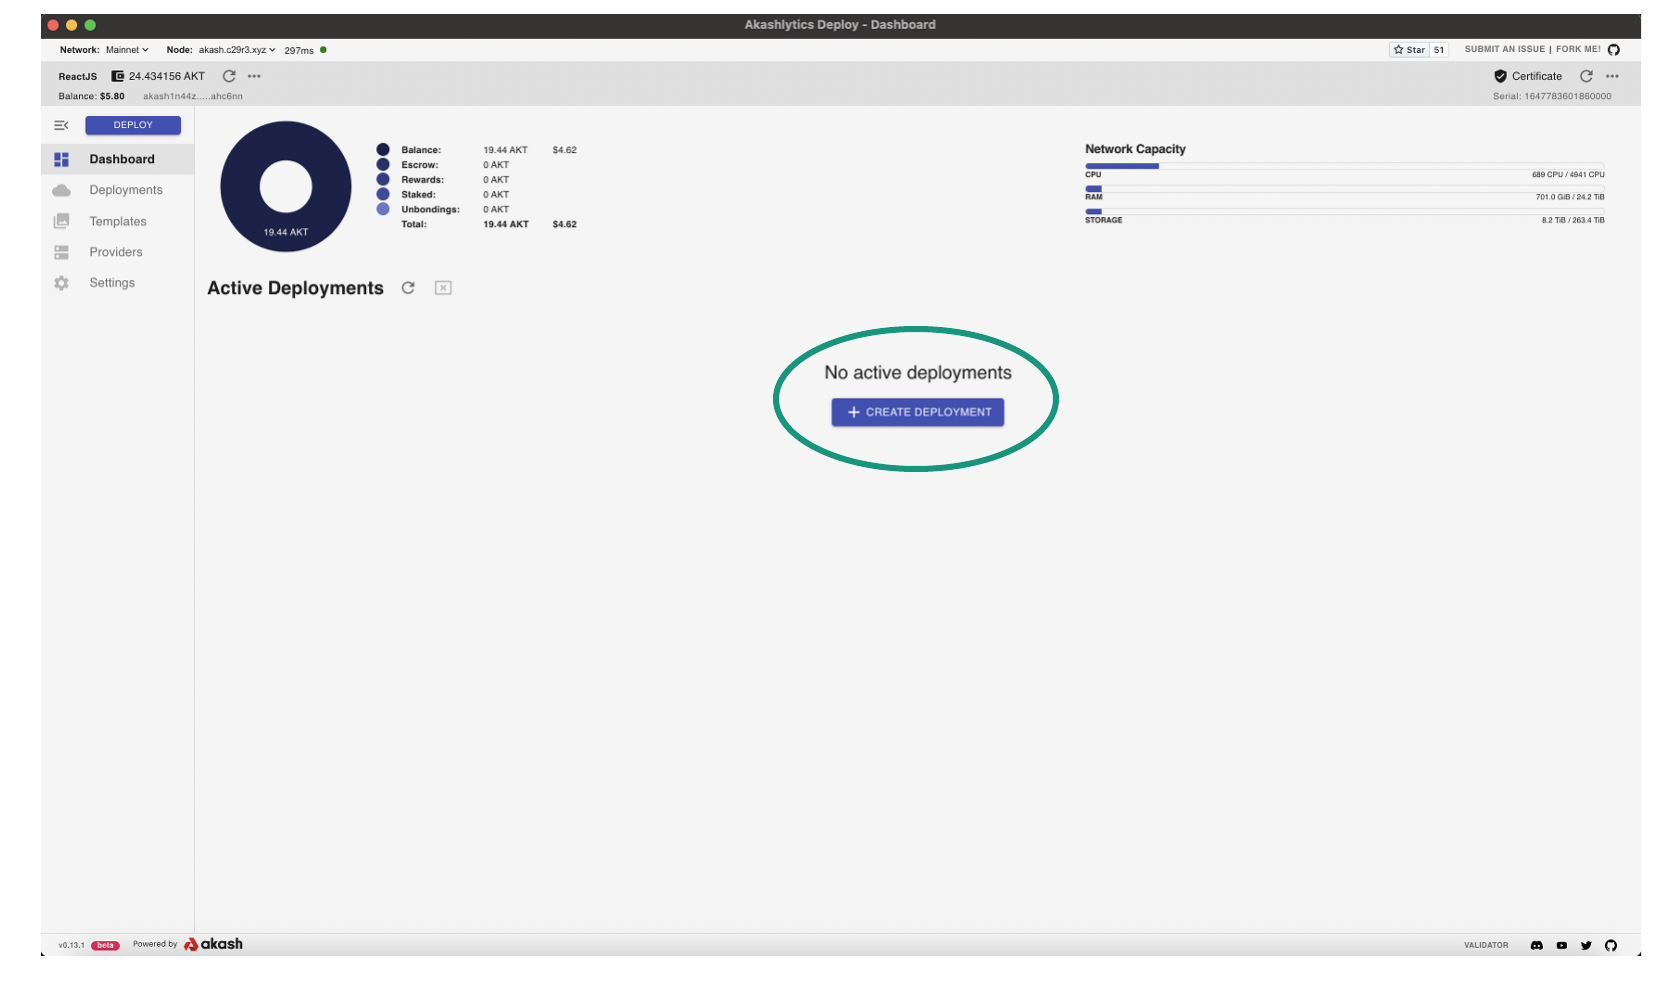 Akashlytics Deploy - Dashboard
Network: Mainnet Node: akash.c29r3.xyz 297ms
Star 51 SUBMIT AN ISSUE | FORK ME!
ReactJS 24.434156 AKT
Certificate
Balance: $5.80 akash1n44z.....ahc6nn
Serial: 1647783601860000
DEPLOY
Dashboard
Deployments
Templates
Providers
Settings
19.44 AKT
Balance: 19.44 AKT $4.62
Escrow: 0 AKT
Rewards: 0 AKT
Staked: 0 AKT
Unbondings: 0 AKT
Total: 19.44 AKT $4.62
Network Capacity
CPU 689 CPU / 4941 CPU
RAM 701.0 GiB / 24.2 TiB
STORAGE 8.2 TiB / 263.4 TiB
Active Deployments
No active deployments
+ CREATE DEPLOYMENT
v0.13.1 beta Powered by akash
VALIDATOR